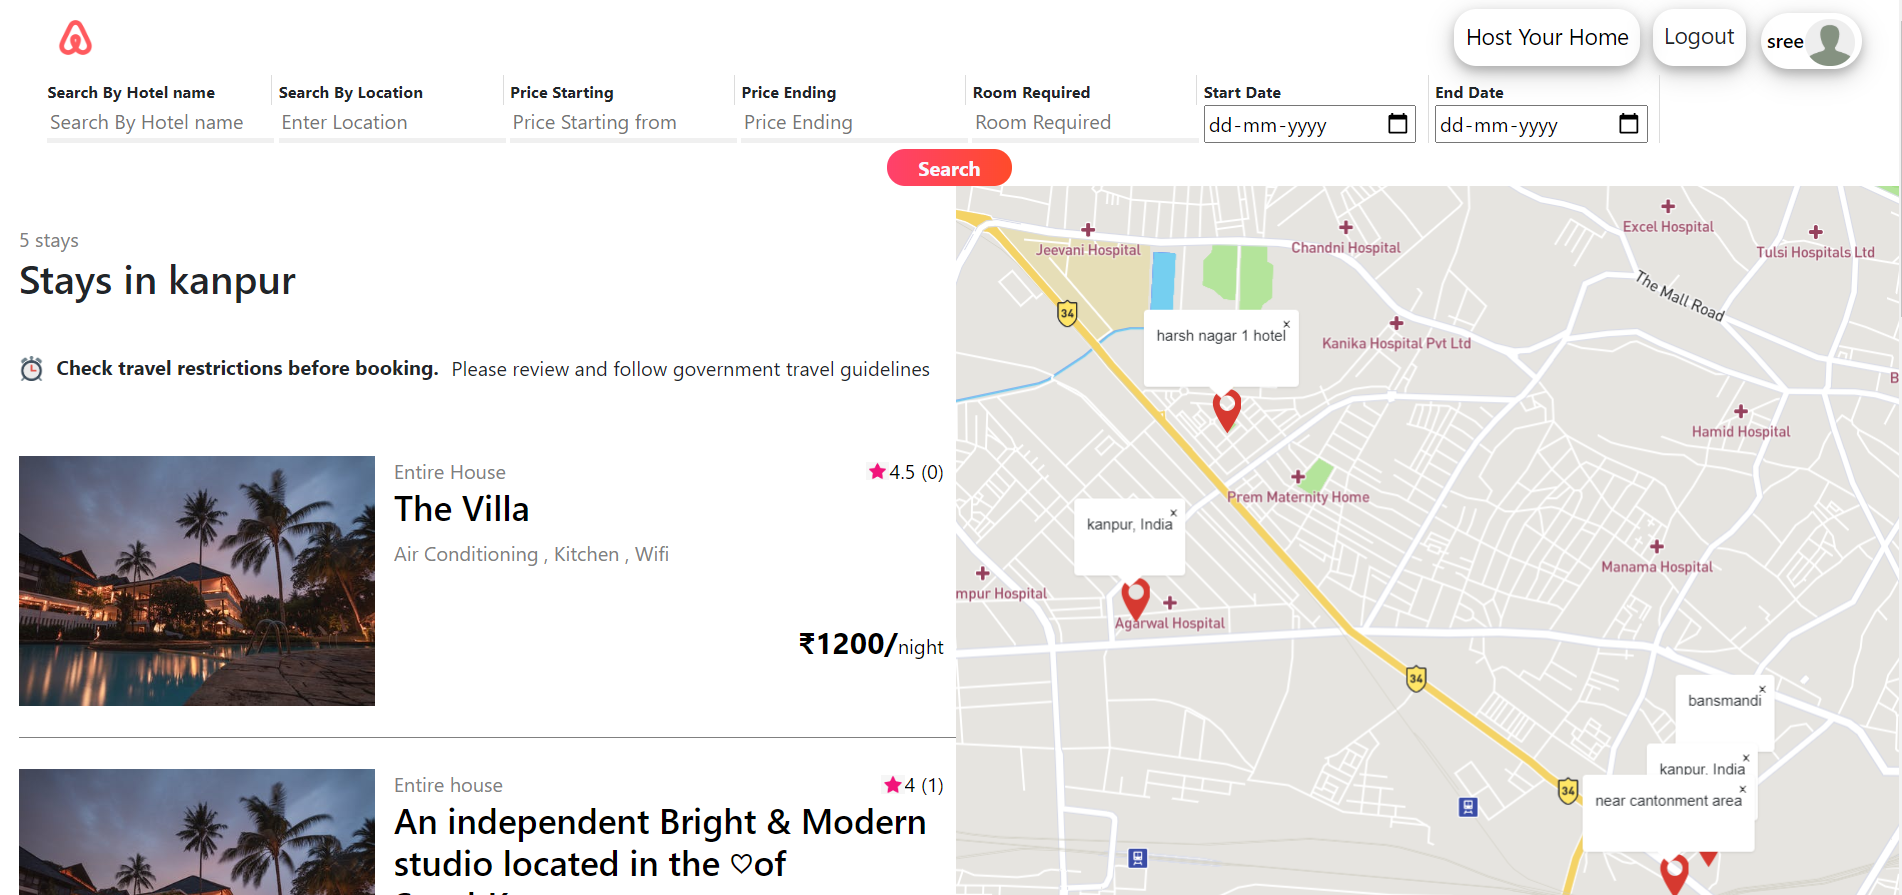 Host Your Home
Logout
sree
Search By Hotel name
Search By Location
Price Starting
Price Ending
Room Required
Start Date
End Date
Search By Hotel name
Enter Location
Price Starting from
Price Ending
Room Required
dd-mm-yyyy
dd-mm-yyyy
Search
5 stays
Stays in kanpur
Check travel restrictions before booking. Please review and follow government travel guidelines
Entire House
4.5 (0)
The Villa
Air Conditioning , Kitchen , Wifi
₹1200/night
Entire house
4 (1)
An independent Bright & Modern
studio located in the ♡of
Jeevani Hospital
Chandni Hospital
Excel Hospital
Tulsi Hospitals Ltd
The Mall Road
34
harsh nagar 1 hotel
×
Kanika Hospital Pvt Ltd
B
Hamid Hospital
Prem Maternity Home
kanpur, India
×
Manama Hospital
mpur Hospital
Agarwal Hospital
34
bansmandi
×
kanpur, India
×
near cantonment area
×
34